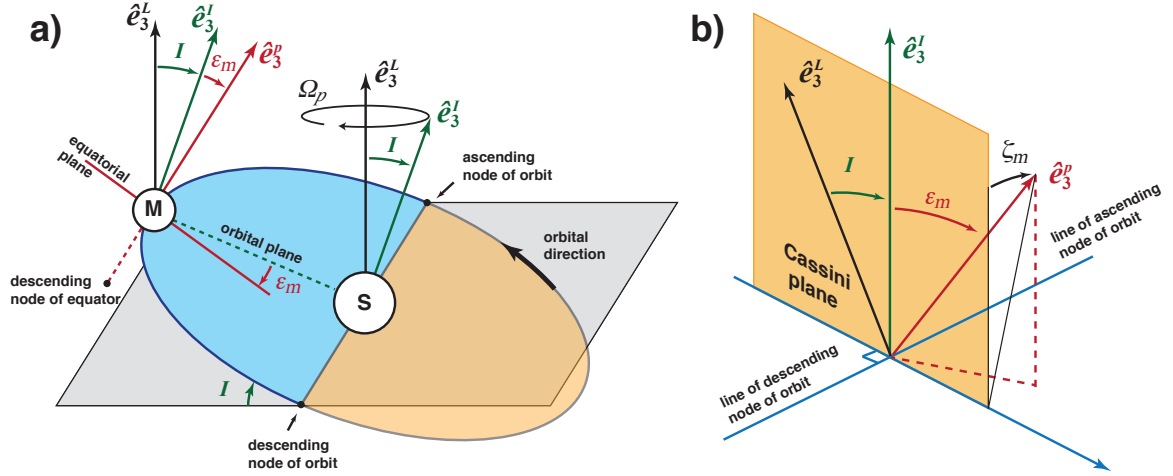 a)
ê₃ᴸ
ê₃ᴵ
ê₃ᵖ
I
εₘ
equatorial
plane
M
descending
node of equator
orbital plane
εₘ
Ωₚ
ê₃ᴸ
ê₃ᴵ
I
S
ascending
node of orbit
orbital
direction
I
descending
node of orbit
b)
ê₃ᴵ
ê₃ᴸ
I
εₘ
ζₘ
ê₃ᵖ
Cassini
plane
line of ascending
node of orbit
line of descending
node of orbit